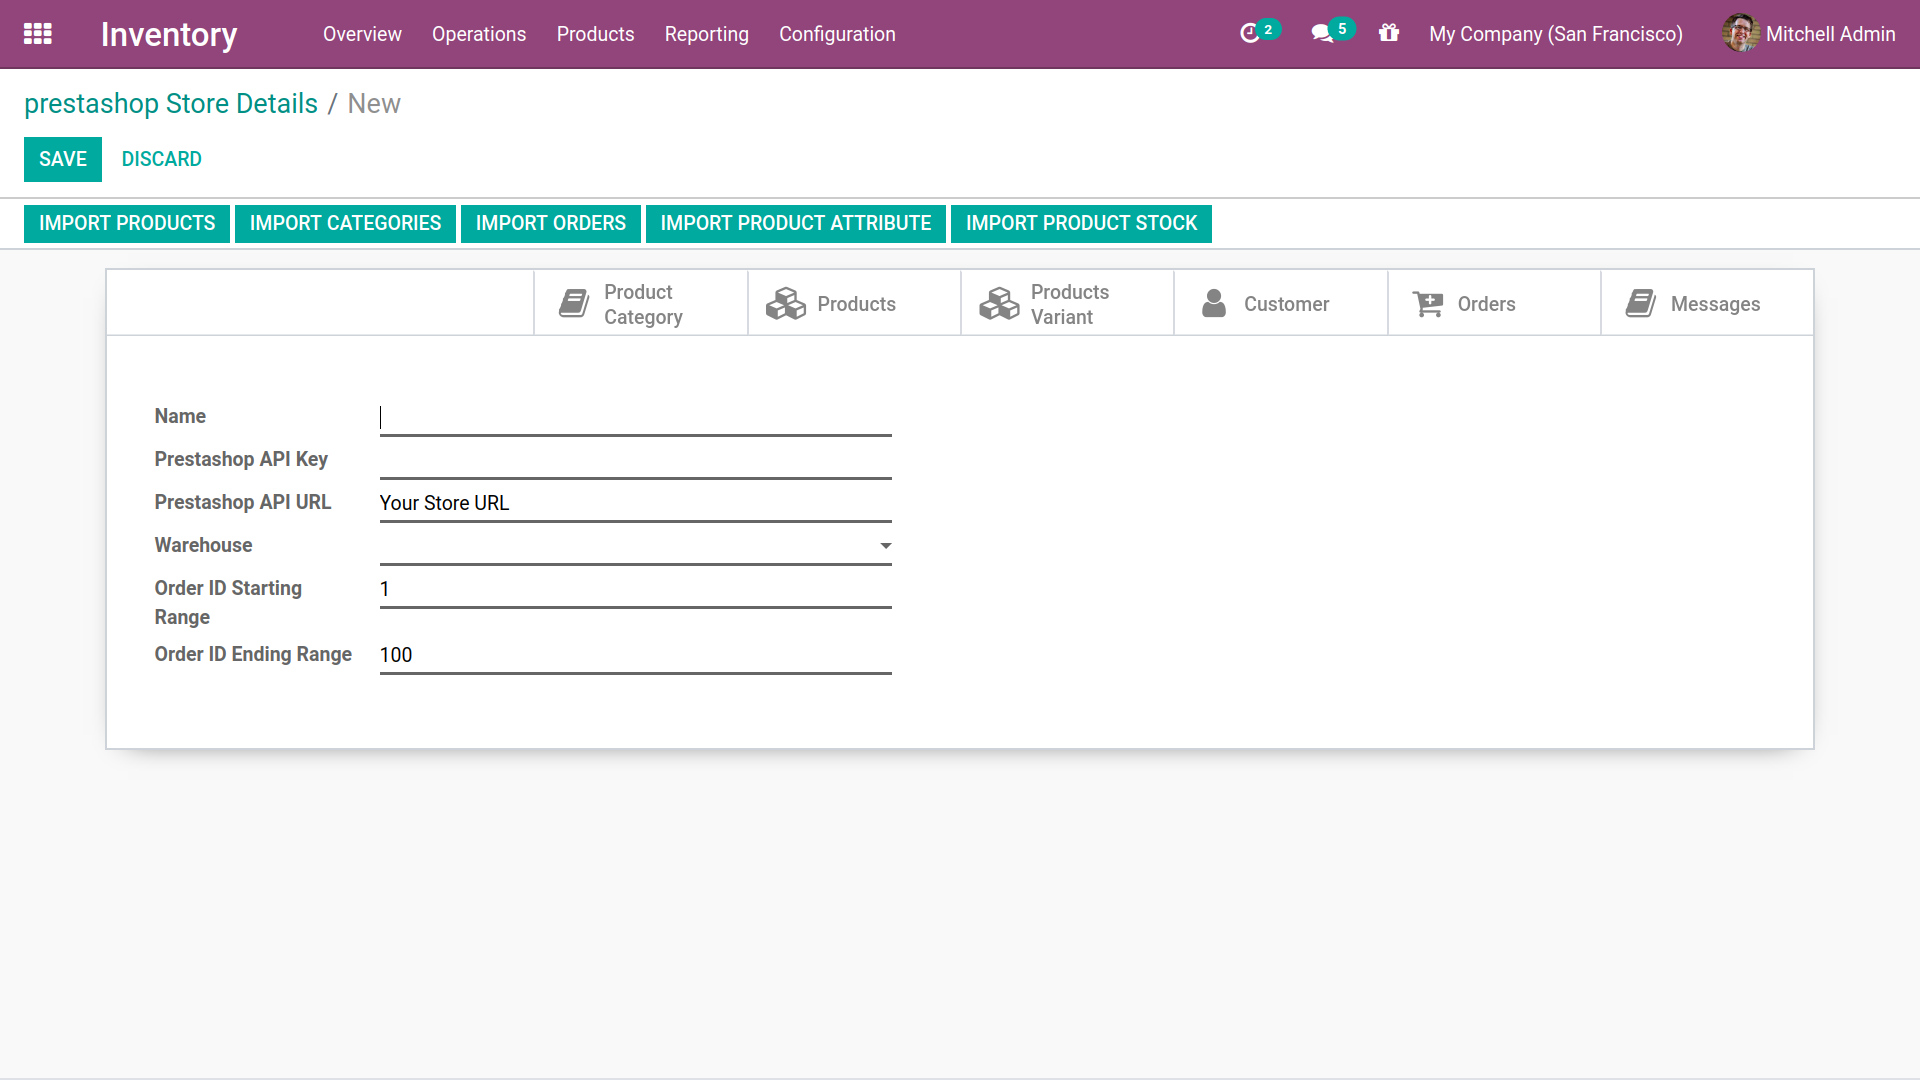 Inventory Overview Operations Products Reporting Configuration 2 5 My Company (San Francisco) Mitchell Admin
prestashop Store Details / New
SAVE DISCARD
IMPORT PRODUCTS IMPORT CATEGORIES IMPORT ORDERS IMPORT PRODUCT ATTRIBUTE IMPORT PRODUCT STOCK
Product
Category
Products
Products
Variant
Customer
Orders
Messages
Name
Prestashop API Key
Prestashop API URL Your Store URL
Warehouse
Order ID Starting 1
Range
Order ID Ending Range 100